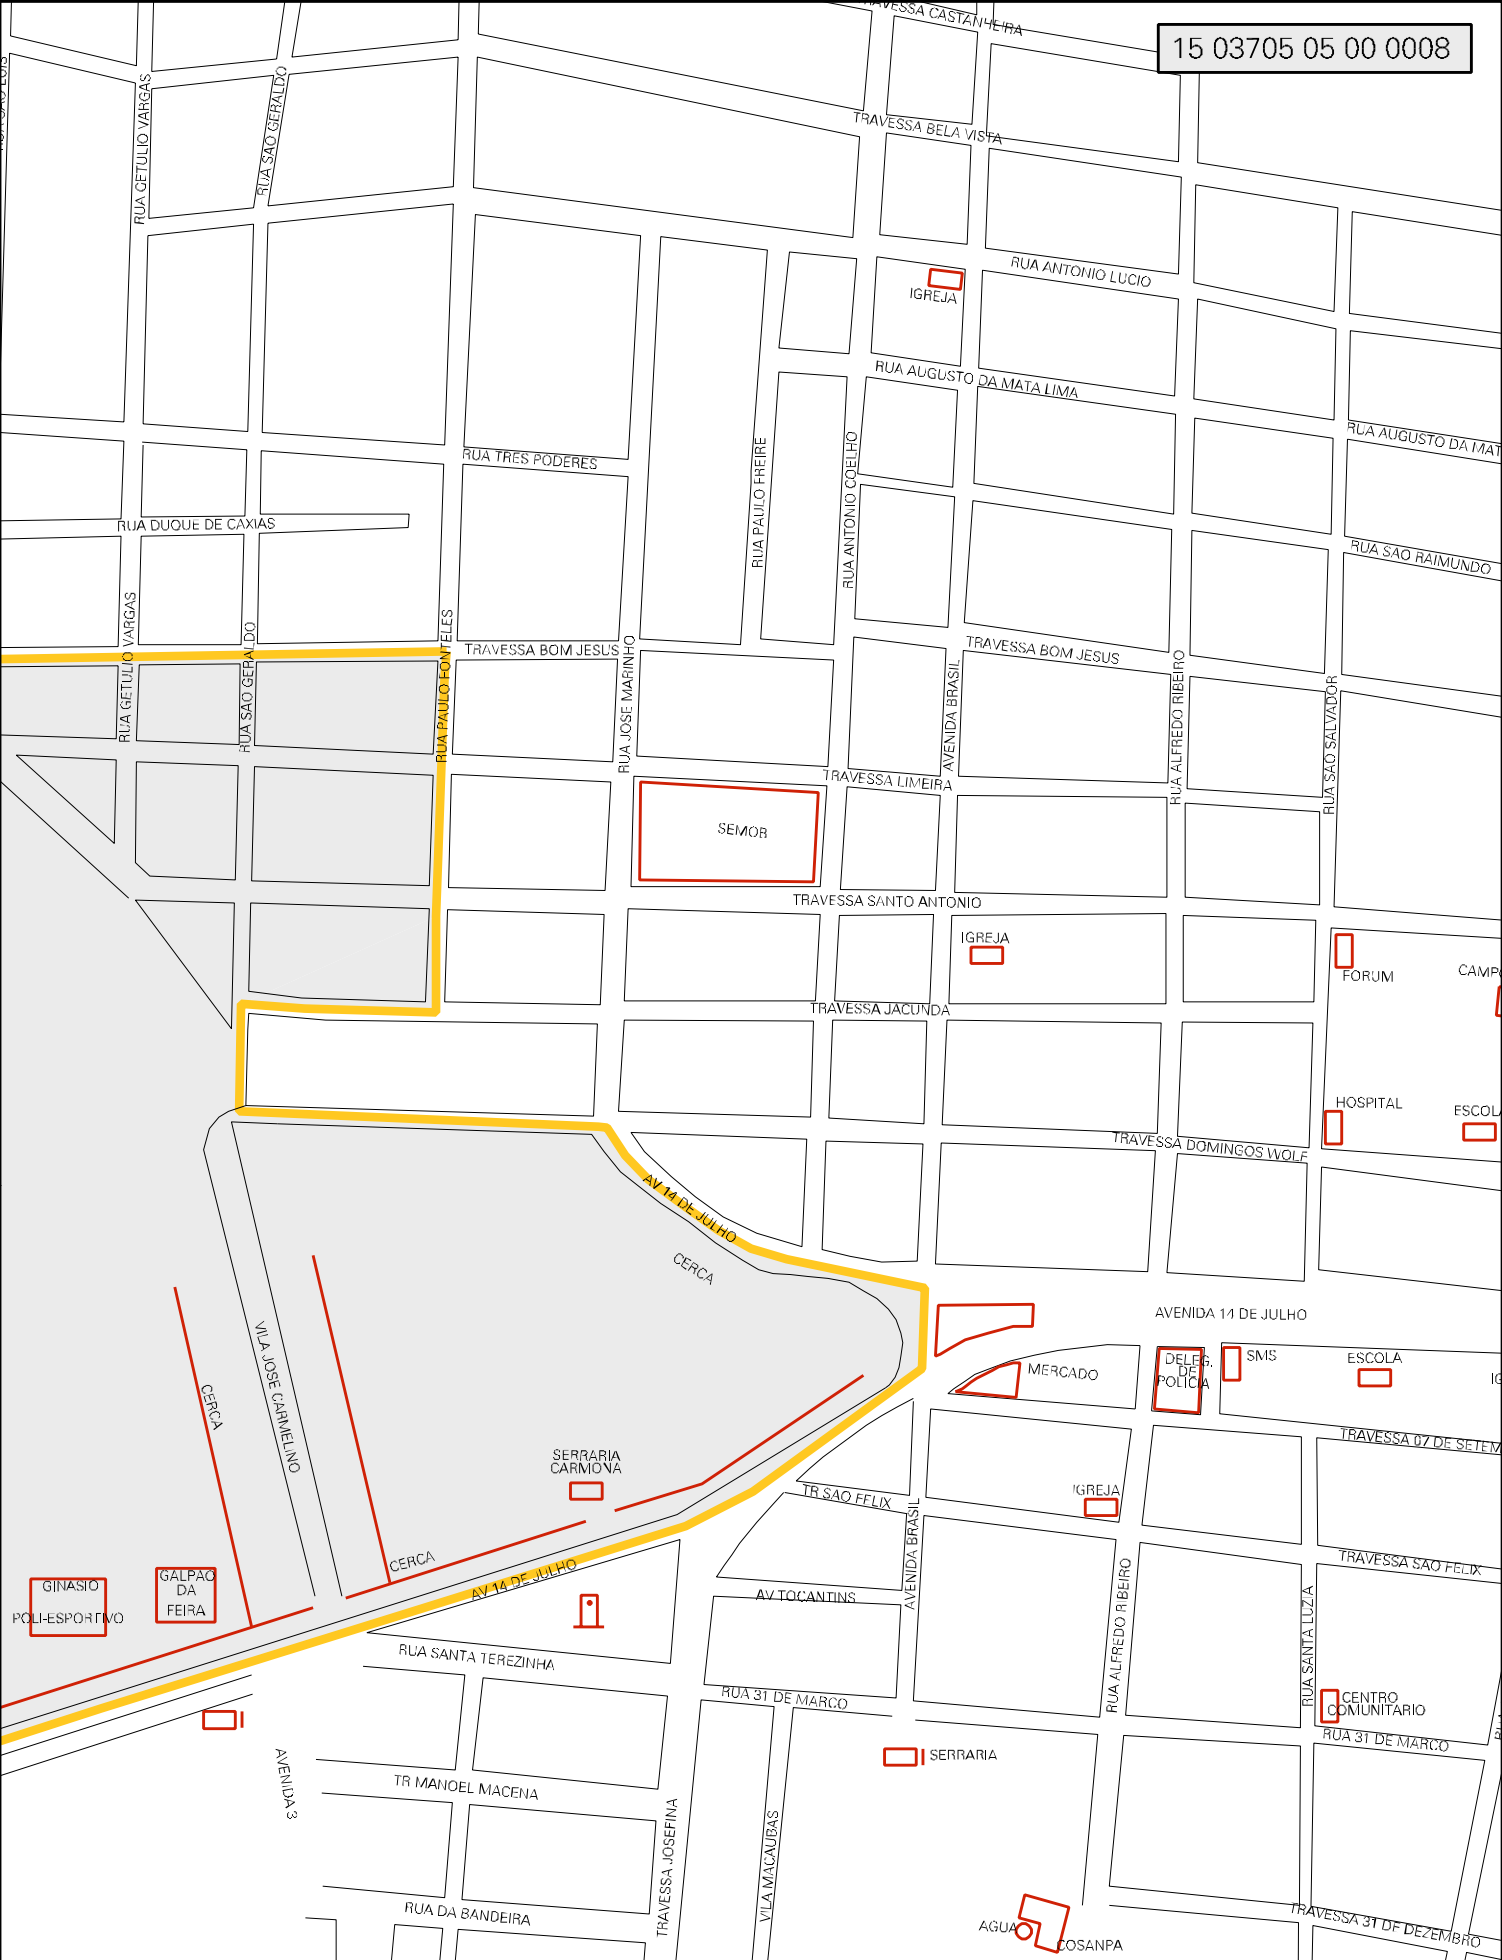 TRAVESSA CASTANHEIRA
15 03705 05 00 0008
RUA GETULIO VARGAS
RUA SAO GERALDO
TRAVESSA BELA VISTA
RUA ANTONIO LUCIO
IGREJA
RUA AUGUSTO DA MATA LIMA
RUA AUGUSTO DA MAT
RUA TRES PODERES
RUA PAULO FREIRE
RUA ANTONIO COELHO
RUA DUQUE DE CAXIAS
RUA SAO RAIMUNDO
RUA GETULIO VARGAS
RUA SAO GERALDO
RUA PAULO FONTELES
TRAVESSA BOM JESUS
RUA JOSE MARINHO
TRAVESSA BOM JESUS
AVENIDA BRASIL
RUA ALFREDO RIBEIRO
RUA SAO SALVADOR
TRAVESSA LIMEIRA
SEMOR
TRAVESSA SANTO ANTONIO
IGREJA
FORUM
CAMPO
TRAVESSA JACUNDA
HOSPITAL
ESCOLA
TRAVESSA DOMINGOS WOLF
AV 14 DE JULHO
CERCA
AVENIDA 14 DE JULHO
VILA JOSE CARMELINO
CERCA
MERCADO
DELEG.
DE
POLICIA
SMS
ESCOLA
IG
TRAVESSA 07 DE SETEM
SERRARIA
CARMONA
TR SAO FELIX
IGREJA
AVENIDA BRASIL
CERCA
AV 14 DE JULHO
TRAVESSA SAO FELIX
GINASIO
POLI-ESPORTIVO
GALPAO
DA
FEIRA
AV TOCANTINS
RUA ALFREDO RIBEIRO
RUA SANTA LUZIA
RUA SANTA TEREZINHA
RUA 31 DE MARCO
CENTRO
COMUNITARIO
RUA 31 DE MARCO
SERRARIA
AVENIDA 3
TR MANOEL MACENA
TRAVESSA JOSEFINA
VILA MACAUBAS
RUA DA BANDEIRA
AGUA
COSANPA
TRAVESSA 31 DE DEZEMBRO